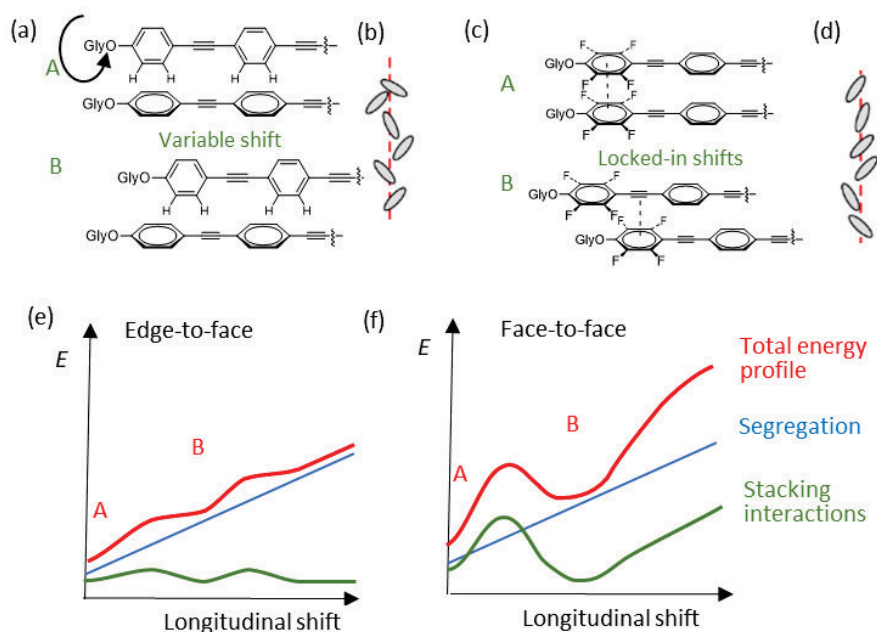 (a)
GlyO
H H H H
A
GlyO
Variable shift
B
GlyO
H H H H
GlyO
(b)
(c)
F F
GlyO
F F
A
F F
GlyO
F F
Locked-in shifts
B
F F
GlyO
F F
F F
GlyO
F F
(d)
(e)
Edge-to-face
E
B
A
Longitudinal shift
(f)
Face-to-face
E
B
A
Longitudinal shift
Total energy
profile
Segregation
Stacking
interactions